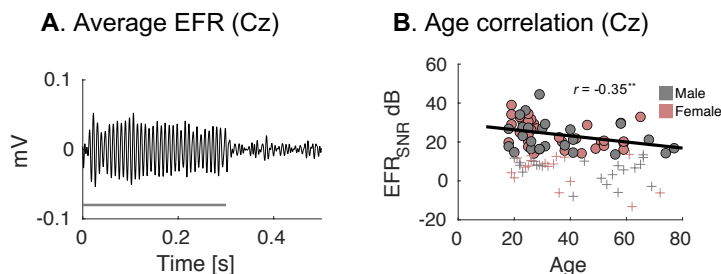 A. Average EFR (Cz)
0.1
0
-0.1
mV
0
0.2
0.4
Time [s]
B. Age correlation (Cz)
60
40
20
0
-20
EFR_SNR dB
r = -0.35**
Male
Female
0
20
40
60
80
Age